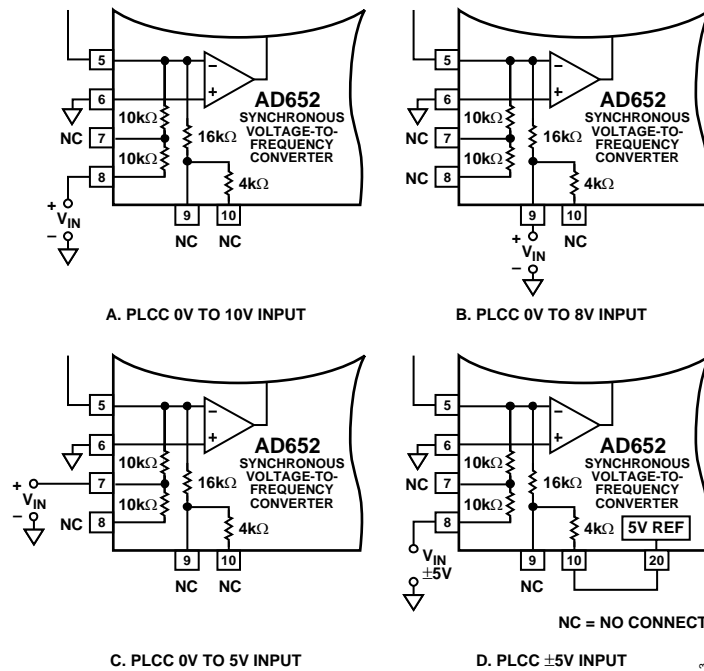 5
6
10kΩ
NC 7
10kΩ
8
+
VIN
–
–
+
AD652
SYNCHRONOUS
VOLTAGE-TO-
FREQUENCY
CONVERTER
16kΩ
4kΩ
9 10
NC NC
A. PLCC 0V TO 10V INPUT
5
6
10kΩ
NC 7
10kΩ
NC 8
–
+
AD652
SYNCHRONOUS
VOLTAGE-TO-
FREQUENCY
CONVERTER
16kΩ
4kΩ
9 10
+
VIN
–
NC
B. PLCC 0V TO 8V INPUT
5
6
10kΩ
+
VIN
–
7
10kΩ
NC 8
–
+
AD652
SYNCHRONOUS
VOLTAGE-TO-
FREQUENCY
CONVERTER
16kΩ
4kΩ
9 10
NC NC
C. PLCC 0V TO 5V INPUT
5
6
10kΩ
NC 7
10kΩ
8
VIN
±5V
–
+
AD652
SYNCHRONOUS
VOLTAGE-TO-
FREQUENCY
CONVERTER
16kΩ
4kΩ
5V REF
9 10 20
NC
NC = NO CONNECT
D. PLCC ±5V INPUT